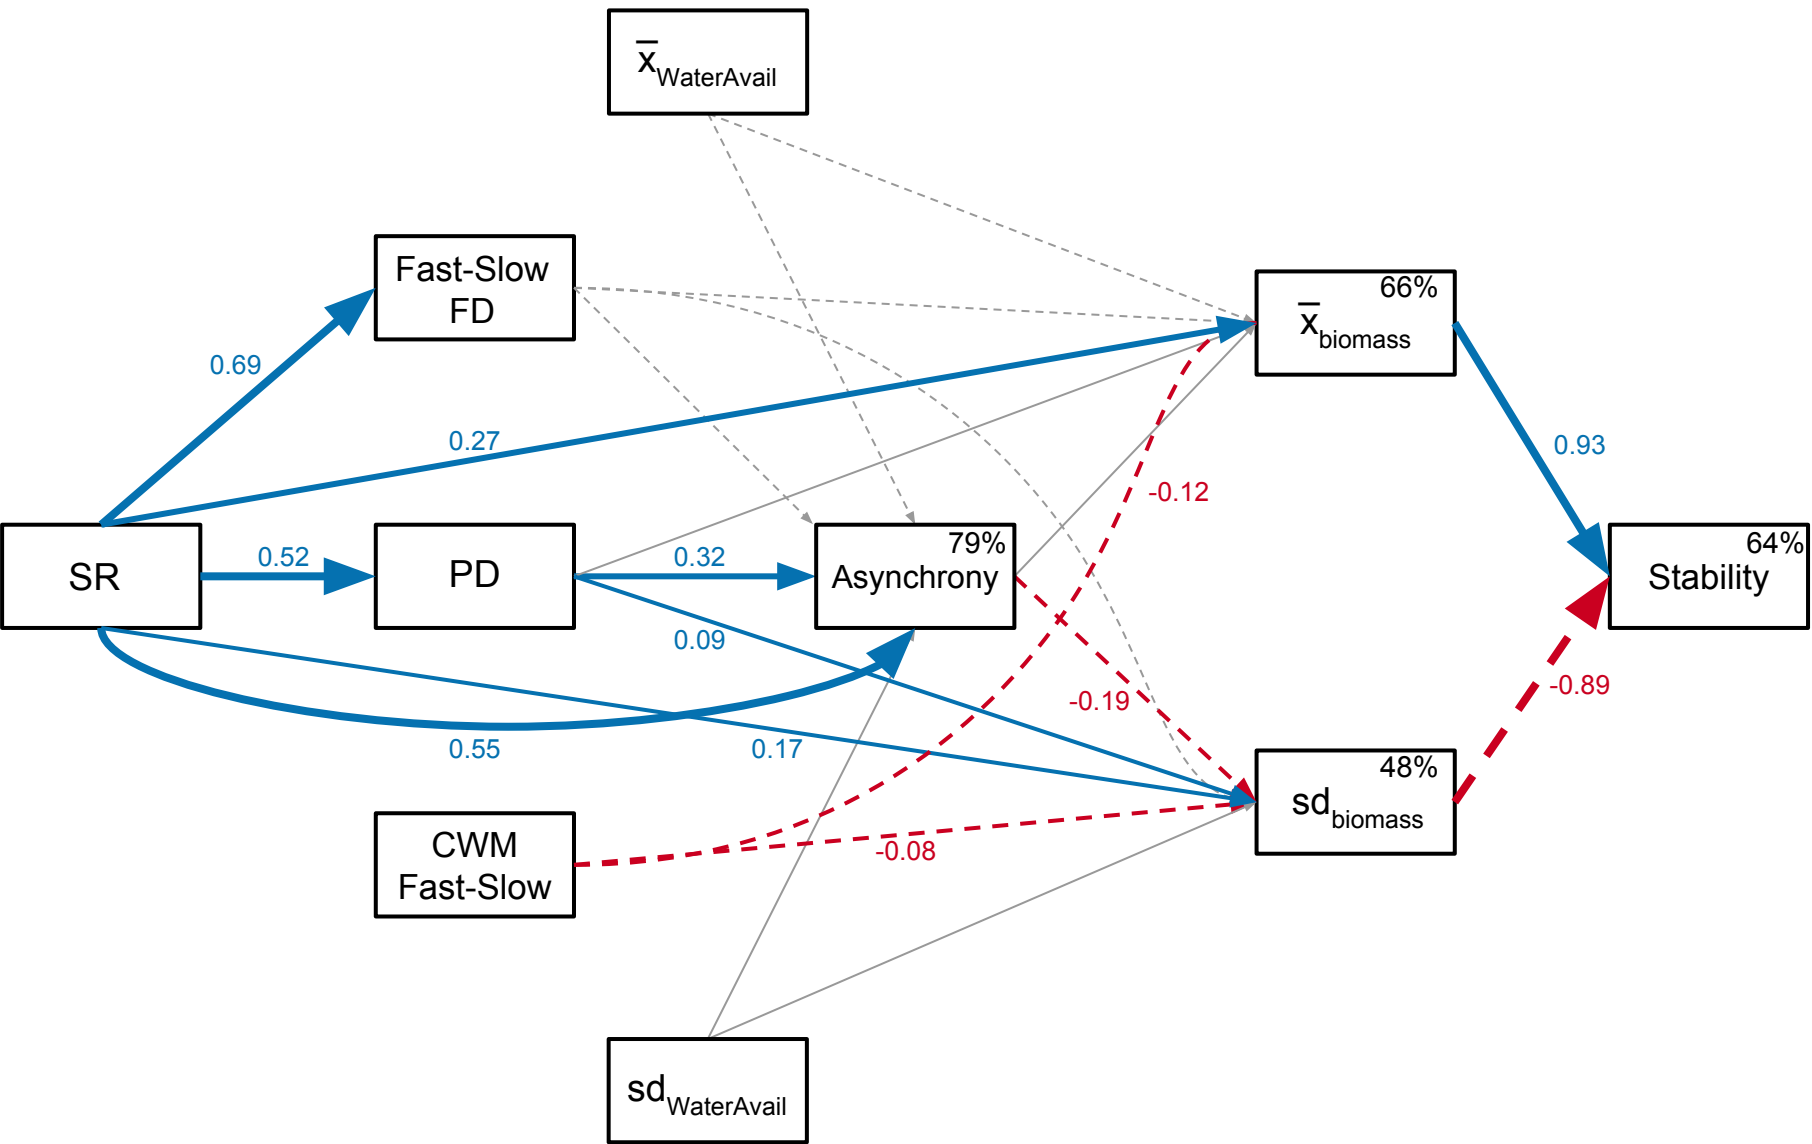 x̄WaterAvail
Fast-Slow
FD
66%
x̄biomass
0.69
0.27
0.93
-0.12
SR
0.52
PD
0.32
79%
Asynchrony
64%
Stability
0.09
-0.19
-0.89
0.55
0.17
48%
sdbiomass
CWM
Fast-Slow
-0.08
sdWaterAvail